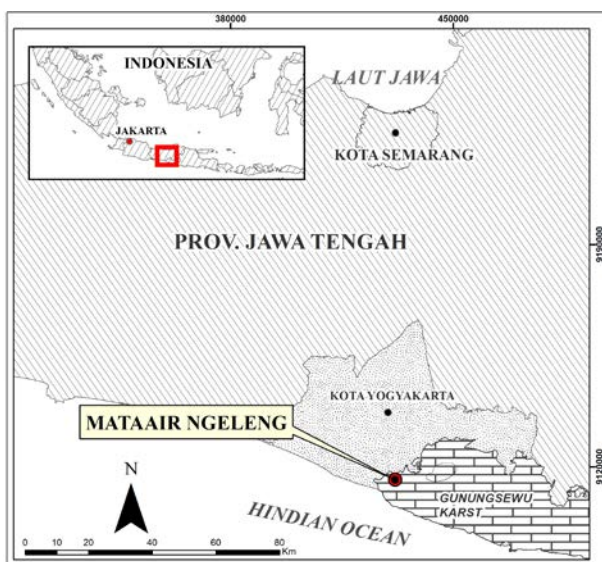 380000
450000
INDONESIA
JAKARTA
LAUT JAWA
KOTA SEMARANG
PROV. JAWA TENGAH
9190000
KOTA YOGYAKARTA
MATAAIR NGELENG
9120000
GUNUNGSEWU
KARST
N
HINDIAN OCEAN
0 10 20 40 60 80
Km